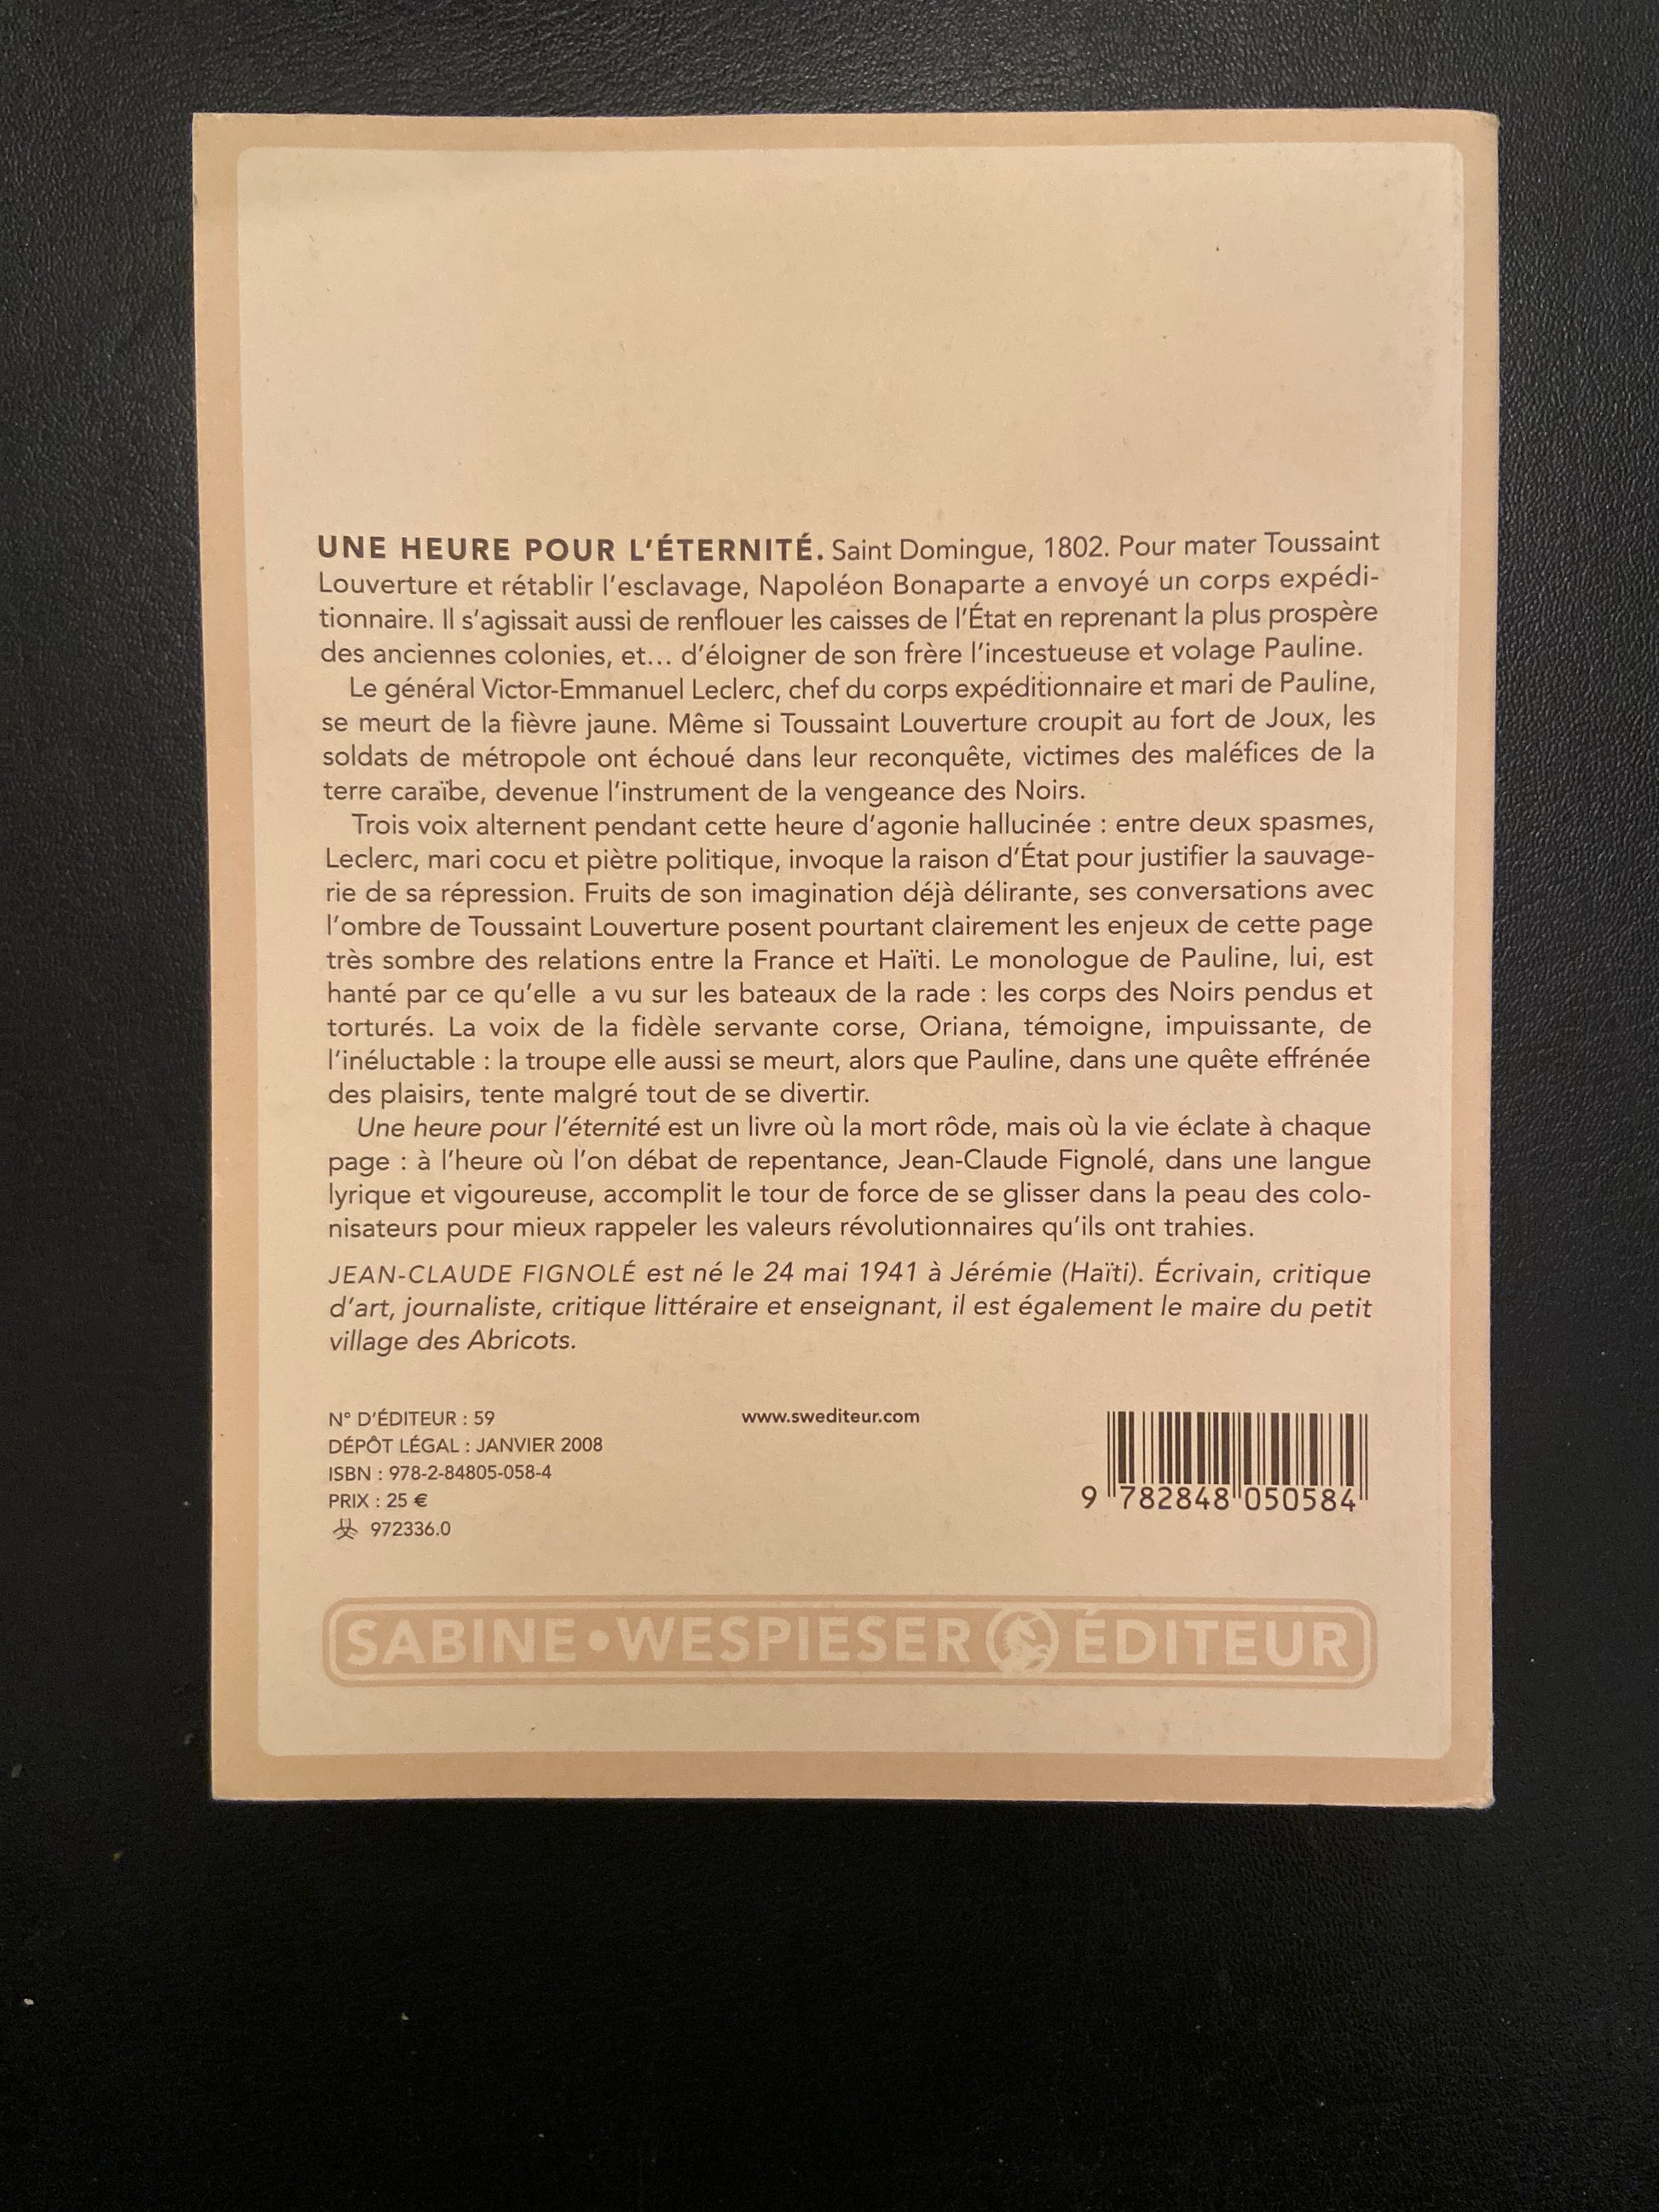 UNE HEURE POUR L'ÉTERNITÉ. Saint Domingue, 1802. Pour mater Toussaint
Louverture et rétablir l'esclavage, Napoléon Bonaparte a envoyé un corps expédi-
tionnaire. Il s'agissait aussi de renflouer les caisses de l'État en reprenant la plus prospère
des anciennes colonies, et... d'éloigner de son frère l'incestueuse et volage Pauline.
Le général Victor-Emmanuel Leclerc, chef du corps expéditionnaire et mari de Pauline,
se meurt de la fièvre jaune. Même si Toussaint Louverture croupit au fort de Joux, les
soldats de métropole ont échoué dans leur reconquête, victimes des maléfices de la
terre caraïbe, devenue l'instrument de la vengeance des Noirs.
Trois voix alternent pendant cette heure d'agonie hallucinée : entre deux spasmes,
Leclerc, mari cocu et piètre politique, invoque la raison d'État pour justifier la sauvage-
rie de sa répression. Fruits de son imagination déjà délirante, ses conversations avec
l'ombre de Toussaint Louverture posent pourtant clairement les enjeux de cette page
très sombre des relations entre la France et Haïti. Le monologue de Pauline, lui, est
hanté par ce qu'elle a vu sur les bateaux de la rade : les corps des Noirs pendus et
torturés. La voix de la fidèle servante corse, Oriana, témoigne, impuissante, de
l'inéluctable : la troupe elle aussi se meurt, alors que Pauline, dans une quête effrénée
des plaisirs, tente malgré tout de se divertir.
Une heure pour l'éternité est un livre où la mort rôde, mais où la vie éclate à chaque
page : à l'heure où l'on débat de repentance, Jean-Claude Fignolé, dans une langue
lyrique et vigoureuse, accomplit le tour de force de se glisser dans la peau des colo-
nisateurs pour mieux rappeler les valeurs révolutionnaires qu'ils ont trahies.
JEAN-CLAUDE FIGNOLÉ est né le 24 mai 1941 à Jérémie (Haïti). Écrivain, critique
d'art, journaliste, critique littéraire et enseignant, il est également le maire du petit
village des Abricots.
N° D'ÉDITEUR : 59
DÉPÔT LÉGAL : JANVIER 2008
ISBN : 978-2-84805-058-4
PRIX : 25 €
972336.0
www.swediteur.com
9 782848 050584
SABINE•WESPIESER ÉDITEUR